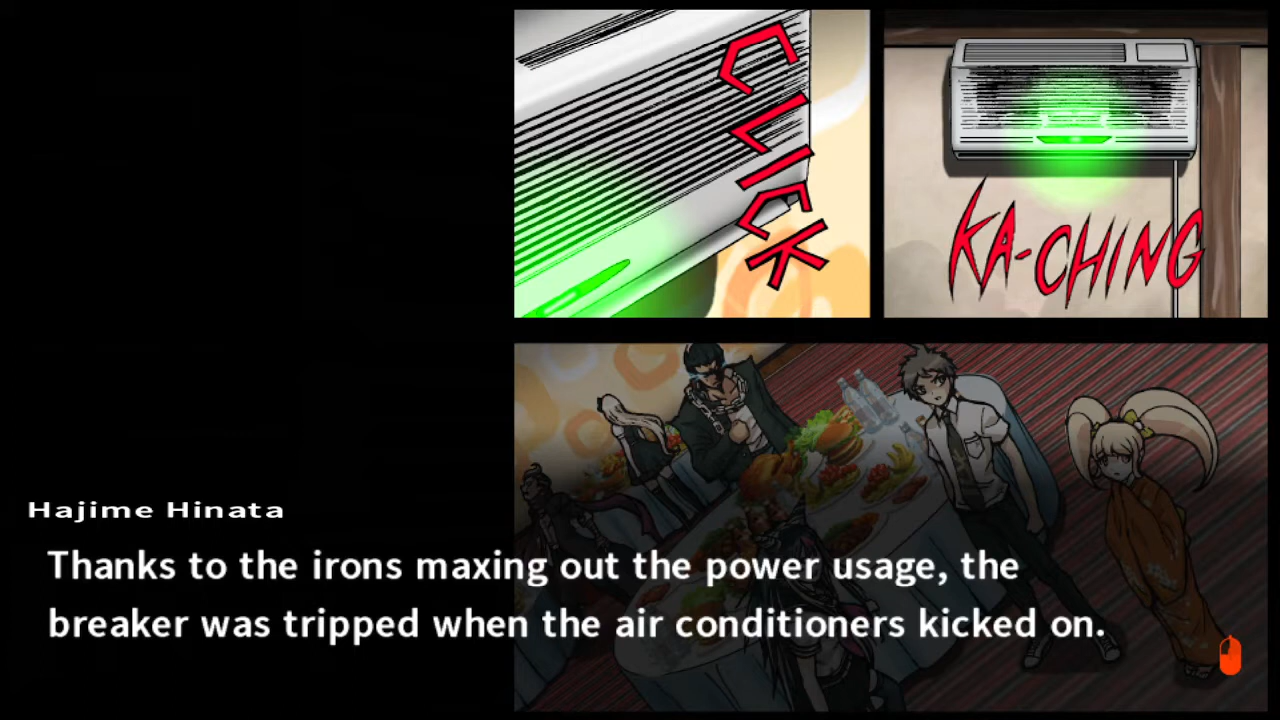 CLICK
KA-CHING
Hajime Hinata
Thanks to the irons maxing out the power usage, the
breaker was tripped when the air conditioners kicked on.